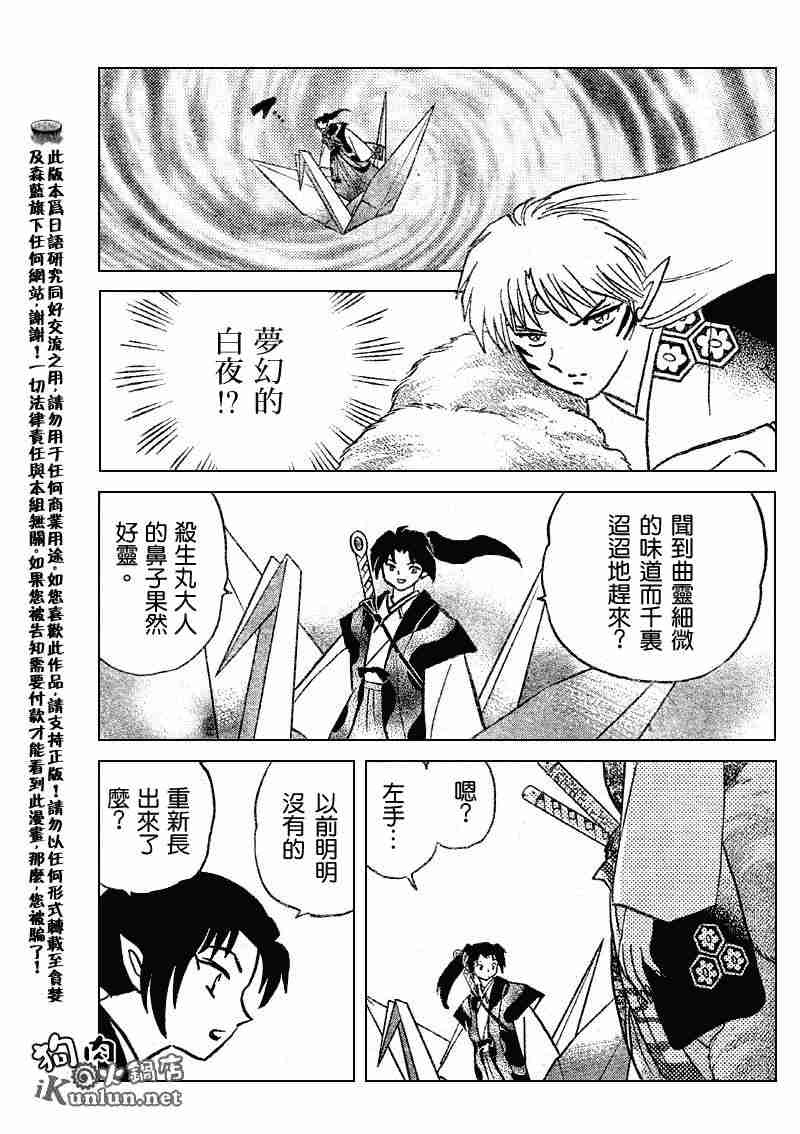 夢幻的
白夜!?
聞到曲靈細微
的味道而千裏
迢迢地趕來?
殺生丸大人
的鼻子果然
好靈。
嗯?
左手…
以前明明
沒有的
重新長
出來了
麼?
此版本爲日語研究同好交流之用,請勿用于任何商業用途。如您喜歡此作品,請支持正版!請勿以任何形式轉載至貪婪
及森藍旗下任何網站,謝謝!一切法律責任與本組無關。如果您被告知需要付款才能看到此漫畫,那麼,您被騙了!
狗肉
火鍋店
iKunlun.net